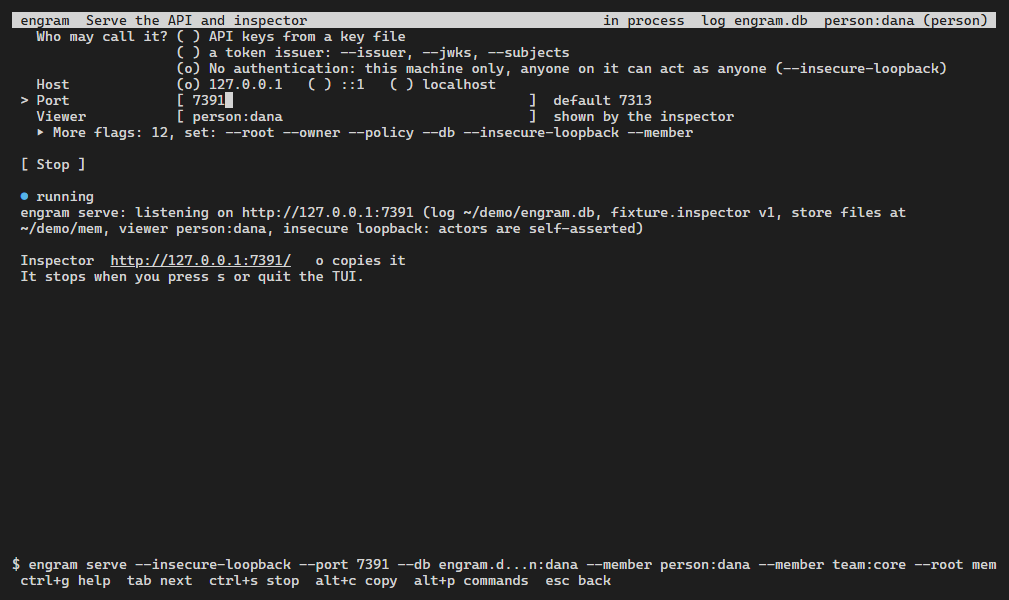 engram  Serve the API and inspector                                    in process  log engram.db  person:dana (person)
  Who may call it? ( ) API keys from a key file
                   ( ) a token issuer: --issuer, --jwks, --subjects
                   (o) No authentication: this machine only, anyone on it can act as anyone (--insecure-loopback)
  Host             (o) 127.0.0.1   ( ) ::1   ( ) localhost
> Port             [ 7391                                     ]  default 7313
  Viewer           [ person:dana                              ]  shown by the inspector
  ▸ More flags: 12, set: --root --owner --policy --db --insecure-loopback --member
[ Stop ]
● running
engram serve: listening on http://127.0.0.1:7391 (log ~/demo/engram.db, fixture.inspector v1, store files at
~/demo/mem, viewer person:dana, insecure loopback: actors are self-asserted)
Inspector  http://127.0.0.1:7391/   o copies it
It stops when you press s or quit the TUI.
$ engram serve --insecure-loopback --port 7391 --db engram.d...n:dana --member person:dana --member team:core --root mem
ctrl+g help  tab next  ctrl+s stop  alt+c copy  alt+p commands  esc back